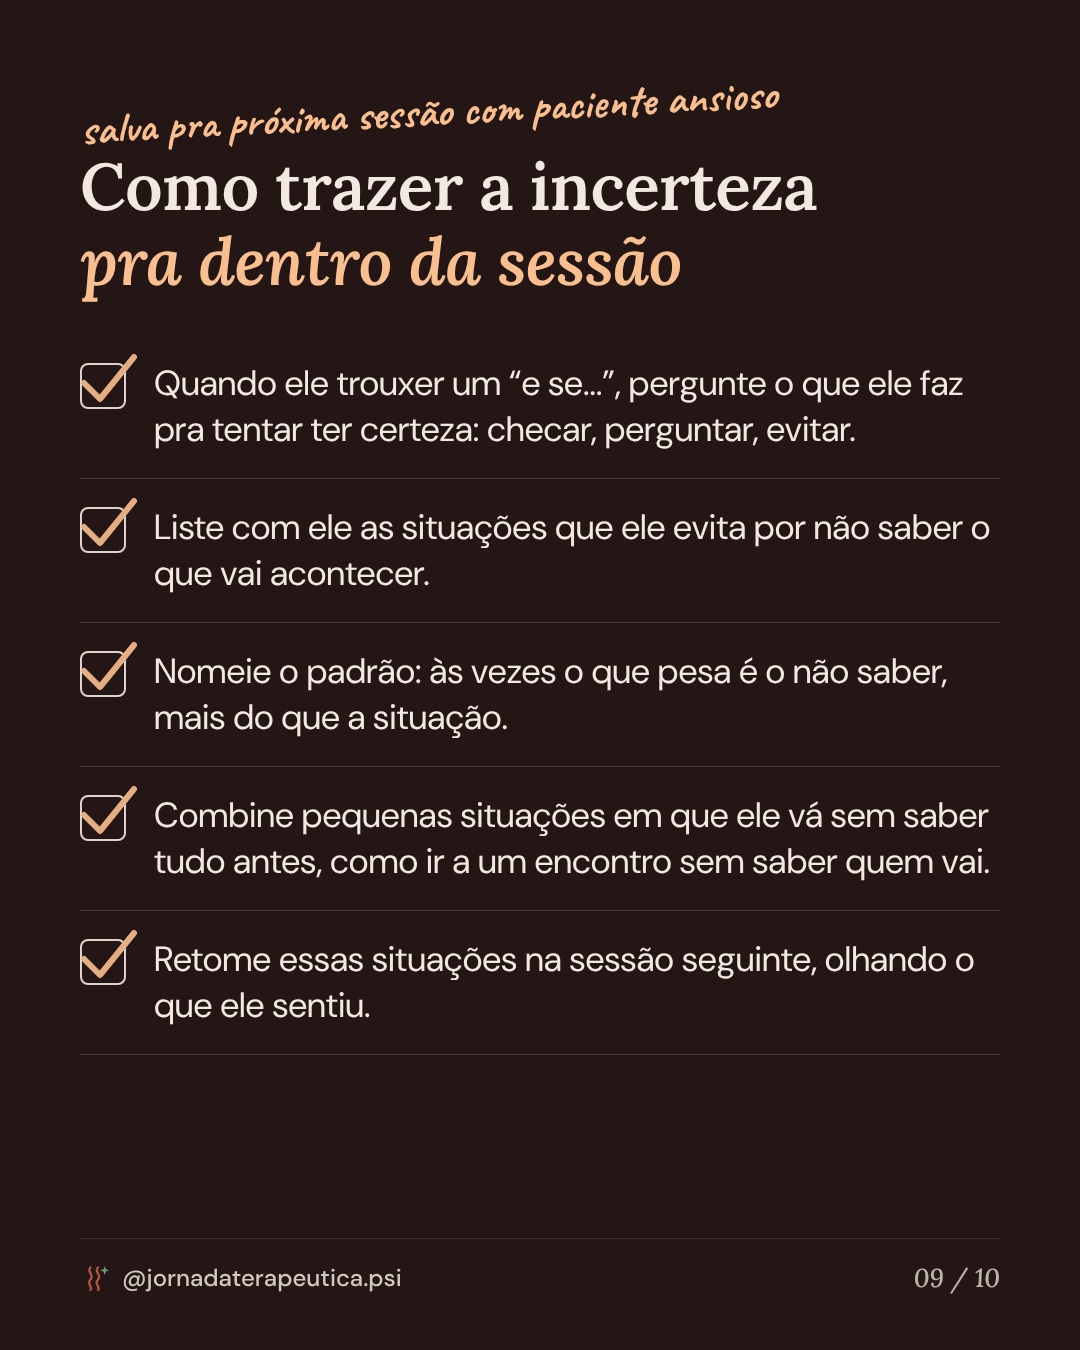 salva pra próxima sessão com paciente ansioso
Como trazer a incerteza
pra dentro da sessão
Quando ele trouxer um “e se...”, pergunte o que ele faz
pra tentar ter certeza: checar, perguntar, evitar.
Liste com ele as situações que ele evita por não saber o
que vai acontecer.
Nomeie o padrão: às vezes o que pesa é o não saber,
mais do que a situação.
Combine pequenas situações em que ele vá sem saber
tudo antes, como ir a um encontro sem saber quem vai.
Retome essas situações na sessão seguinte, olhando o
que ele sentiu.
@jornadaterapeutica.psi
09 / 10